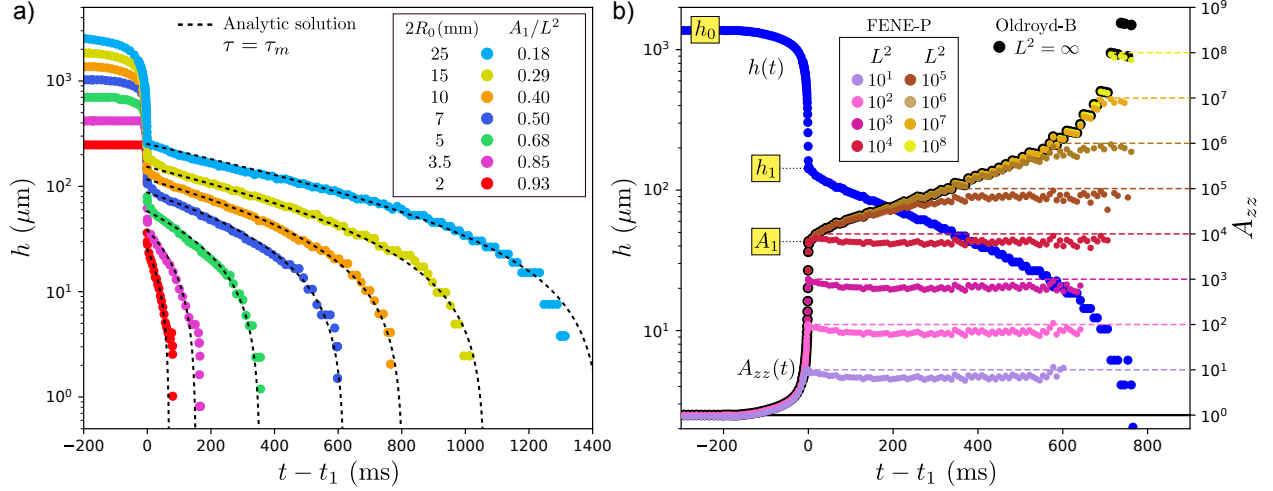 a)
Analytic solution
τ = τ_m
2R_0(mm) A_1/L^2
25 0.18
15 0.29
10 0.40
7 0.50
5 0.68
3.5 0.85
2 0.93
h (μm)
10^3
10^2
10^1
10^0
−200 0 200 400 600 800 1000 1200 1400
t − t_1 (ms)
b)
h_0
h(t)
h_1
A_1
A_zz(t)
FENE-P
L^2 L^2
10^1 10^5
10^2 10^6
10^3 10^7
10^4 10^8
Oldroyd-B
L^2 = ∞
h (μm)
10^3
10^2
10^1
A_zz
10^9
10^8
10^7
10^6
10^5
10^4
10^3
10^2
10^1
10^0
−200 0 200 400 600 800
t − t_1 (ms)